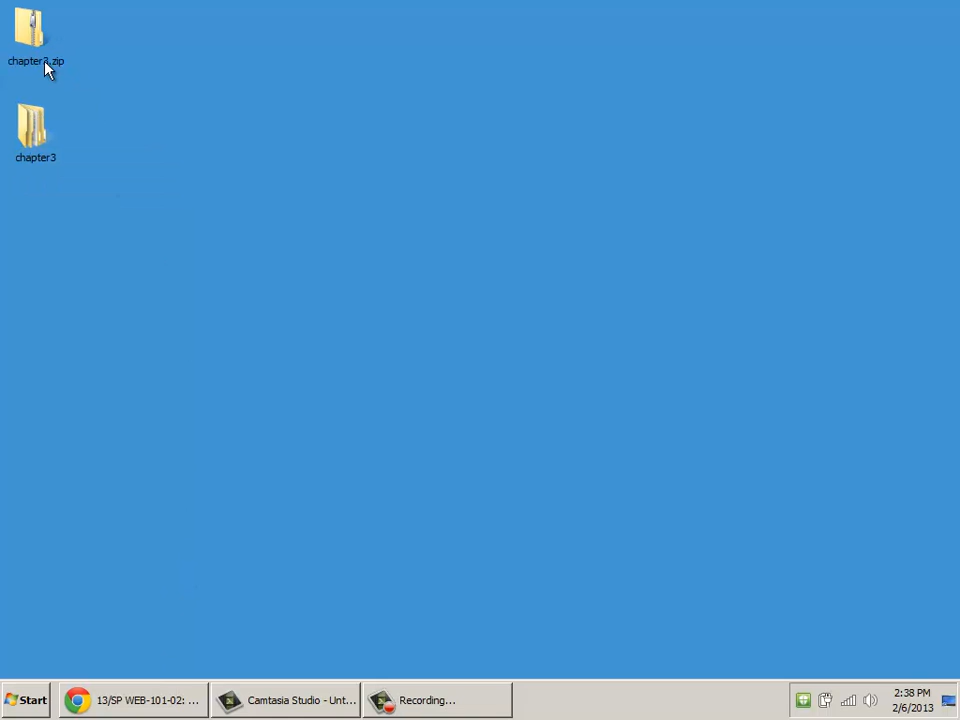 chapter3.zip
chapter3
Start
13/SP WEB-101-02: ...
Camtasia Studio - Unt...
Recording...
2:38 PM
2/6/2013